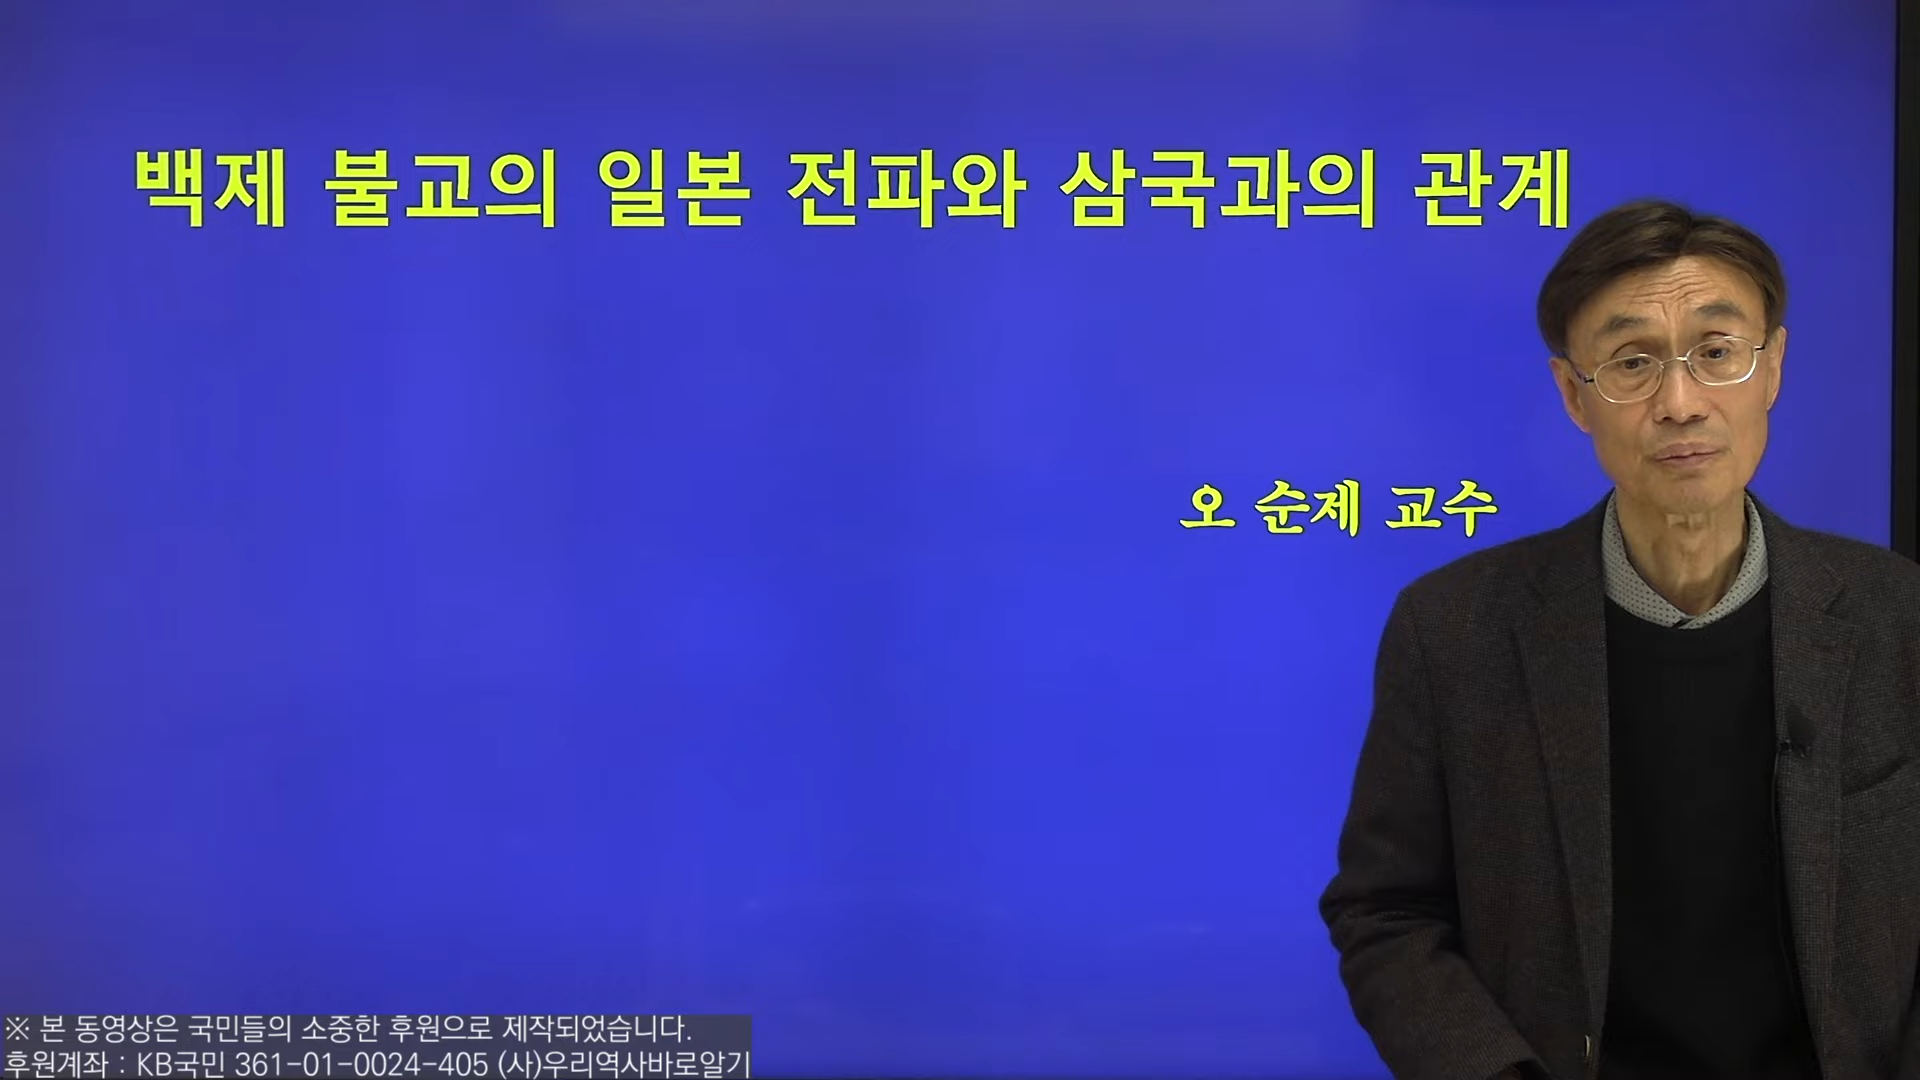 백제 불교의 일본 전파와 삼국과의 관계
오 순제 교수
※ 본 동영상은 국민들의 소중한 후원으로 제작되었습니다.
후원계좌 : KB국민 361-01-0024-405 (사)우리역사바로알기